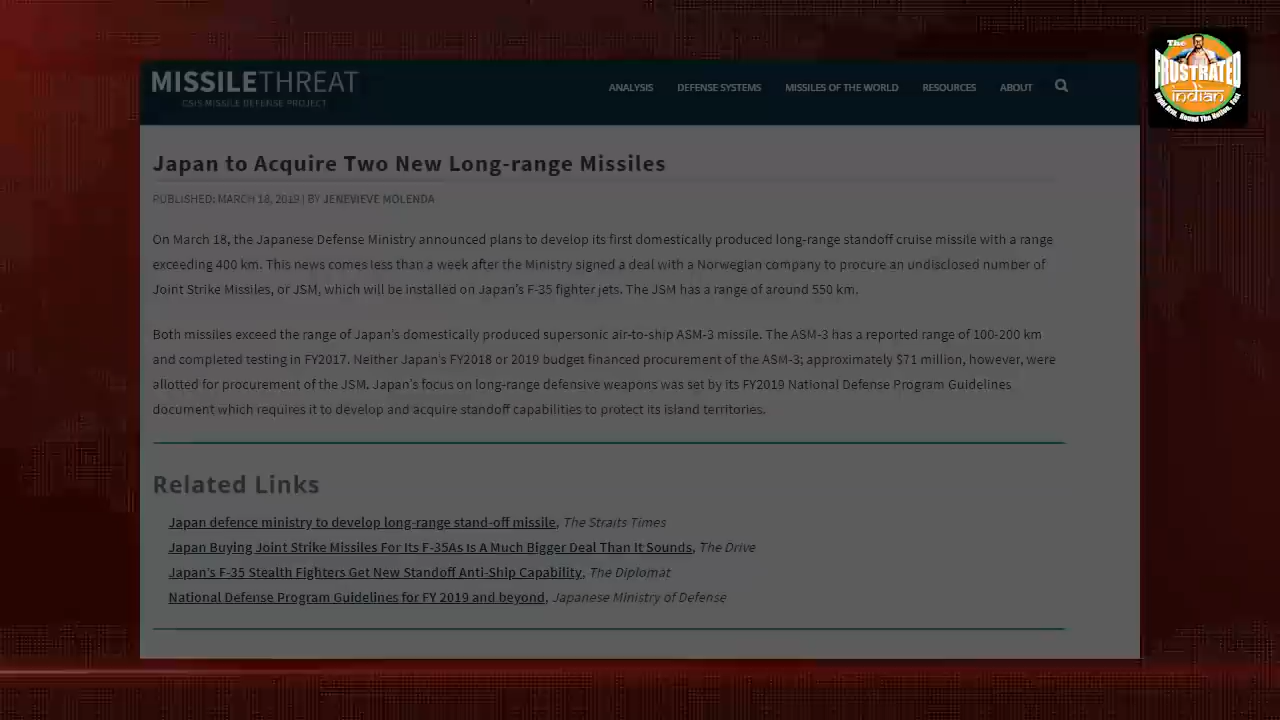 The
FRUSTRATED
indian
Right Arm. Round The Nation. Fast
MISSILETHREAT
CSIS MISSILE DEFENSE PROJECT
ANALYSIS DEFENSE SYSTEMS MISSILES OF THE WORLD RESOURCES ABOUT
Japan to Acquire Two New Long-range Missiles
PUBLISHED: MARCH 18, 2019 | BY JENEVIEVE MOLENDA
On March 18, the Japanese Defense Ministry announced plans to develop its first domestically produced long-range standoff cruise missile with a range
exceeding 400 km. This news comes less than a week after the Ministry signed a deal with a Norwegian company to procure an undisclosed number of
Joint Strike Missiles, or JSM, which will be installed on Japan's F-35 fighter jets. The JSM has a range of around 550 km.
Both missiles exceed the range of Japan's domestically produced supersonic air-to-ship ASM-3 missile. The ASM-3 has a reported range of 100-200 km
and completed testing in FY2017. Neither Japan's FY2018 or 2019 budget financed procurement of the ASM-3; approximately $71 million, however, were
allotted for procurement of the JSM. Japan's focus on long-range defensive weapons was set by its FY2019 National Defense Program Guidelines
document which requires it to develop and acquire standoff capabilities to protect its island territories.
Related Links
Japan defence ministry to develop long-range stand-off missile, The Straits Times
Japan Buying Joint Strike Missiles For Its F-35As Is A Much Bigger Deal Than It Sounds, The Drive
Japan's F-35 Stealth Fighters Get New Standoff Anti-Ship Capability, The Diplomat
National Defense Program Guidelines for FY 2019 and beyond, Japanese Ministry of Defense